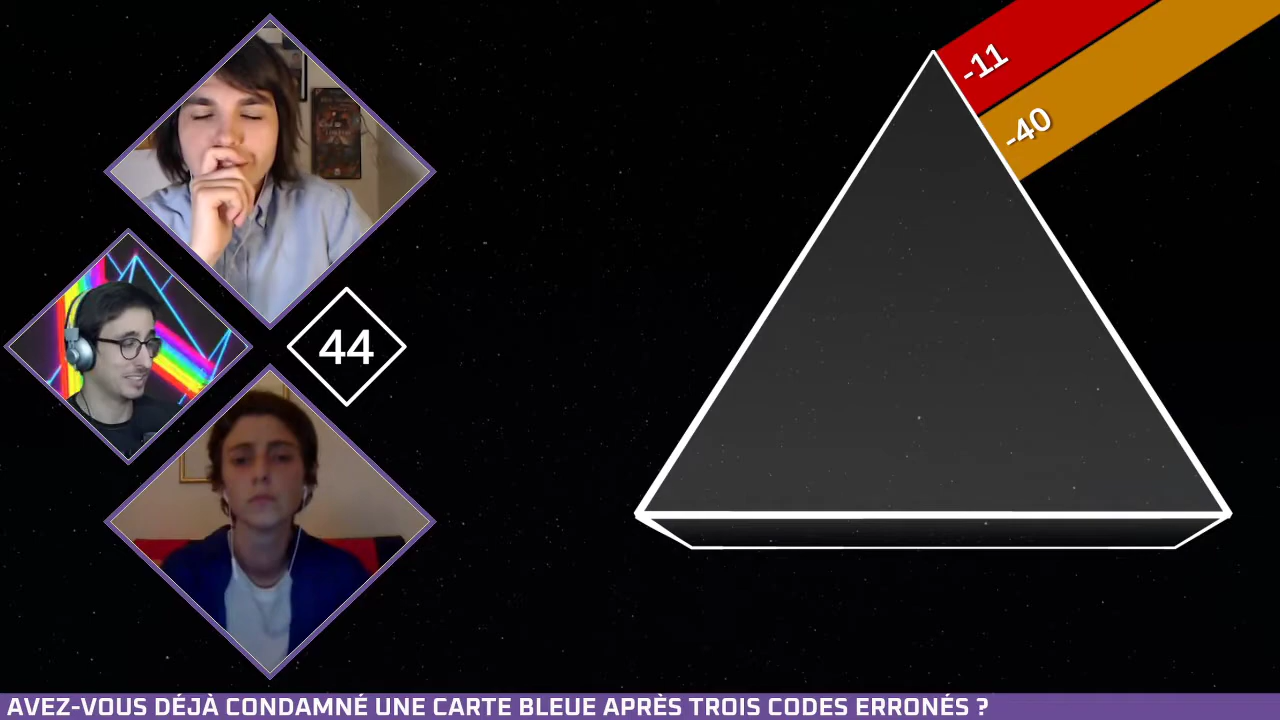 -11
-40
44
AVEZ-VOUS DÉJÀ CONDAMNÉ UNE CARTE BLEUE APRÈS TROIS CODES ERRONÉS ?